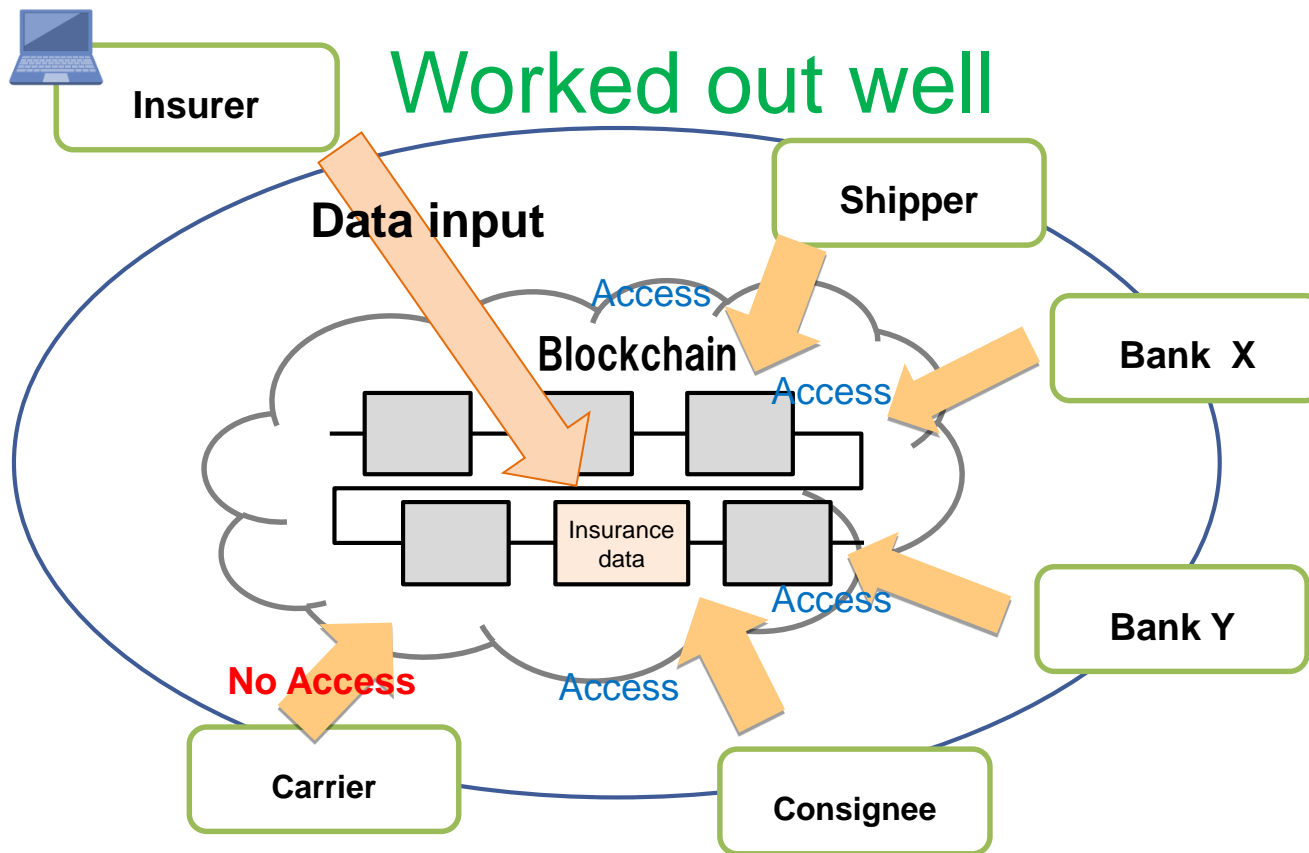 Worked out well
Insurer
Shipper
Data input
Access
Blockchain
Bank X
Access
Insurance
data
Access
Bank Y
No Access
Access
Carrier
Consignee